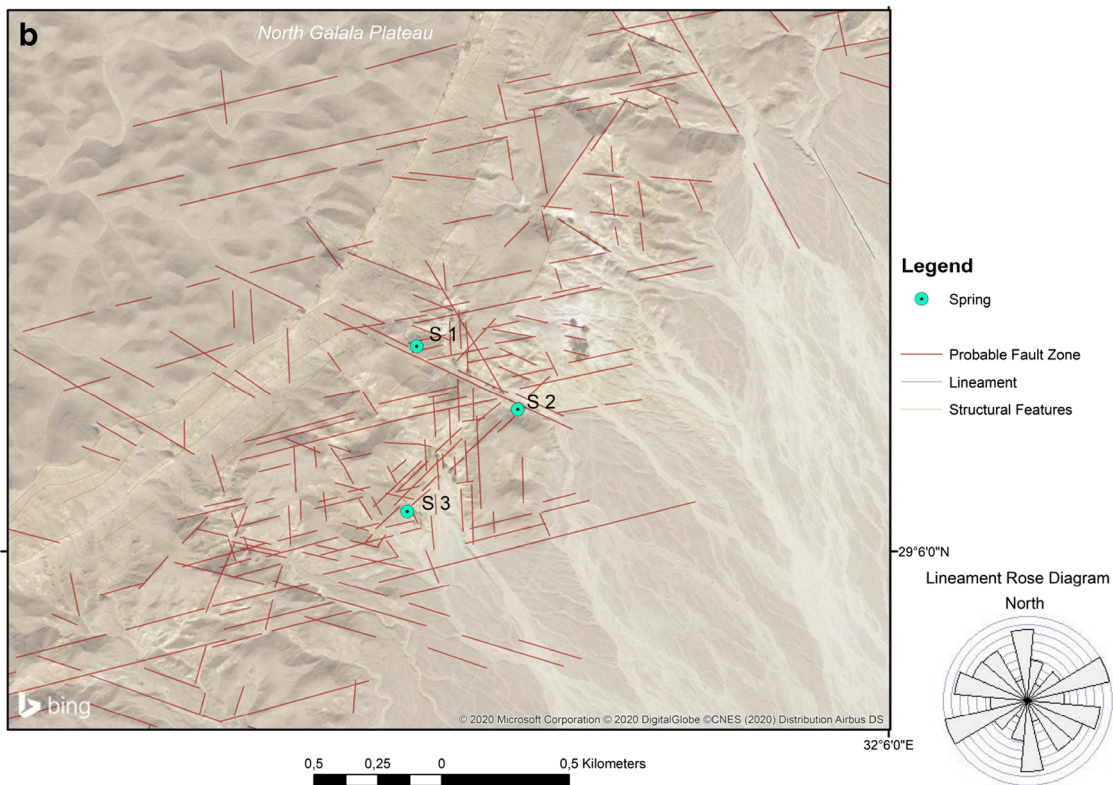 b
North Galala Plateau
S 1
S 2
S 3
bing
© 2020 Microsoft Corporation © 2020 DigitalGlobe ©CNES (2020) Distribution Airbus DS
29°6'0"N
32°6'0"E
0,5 0,25 0 0,5 Kilometers
Legend
Spring
Probable Fault Zone
Lineament
Structural Features
Lineament Rose Diagram
North